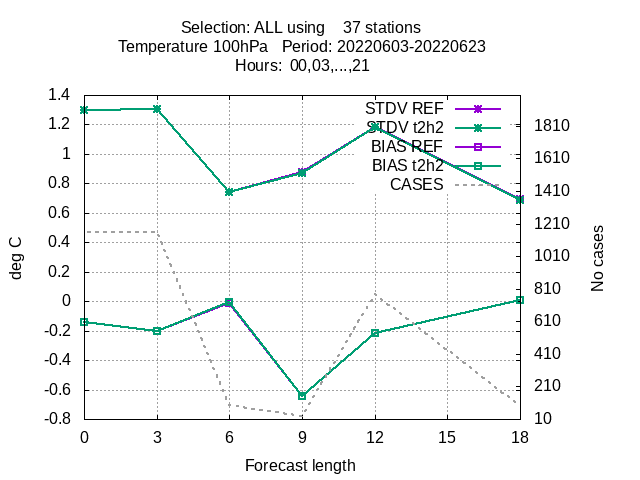 Selection: ALL using    37 stations
Temperature 100hPa   Period: 20220603-20220623
Hours: 00,03,...,21
STDV REF
STDV t2h2
BIAS REF
BIAS t2h2
CASES
1.4
1.2
1
0.8
0.6
0.4
0.2
0
-0.2
-0.4
-0.6
-0.8
deg C
1810
1610
1410
1210
1010
810
610
410
210
10
No cases
0 3 6 9 12 15 18
Forecast length